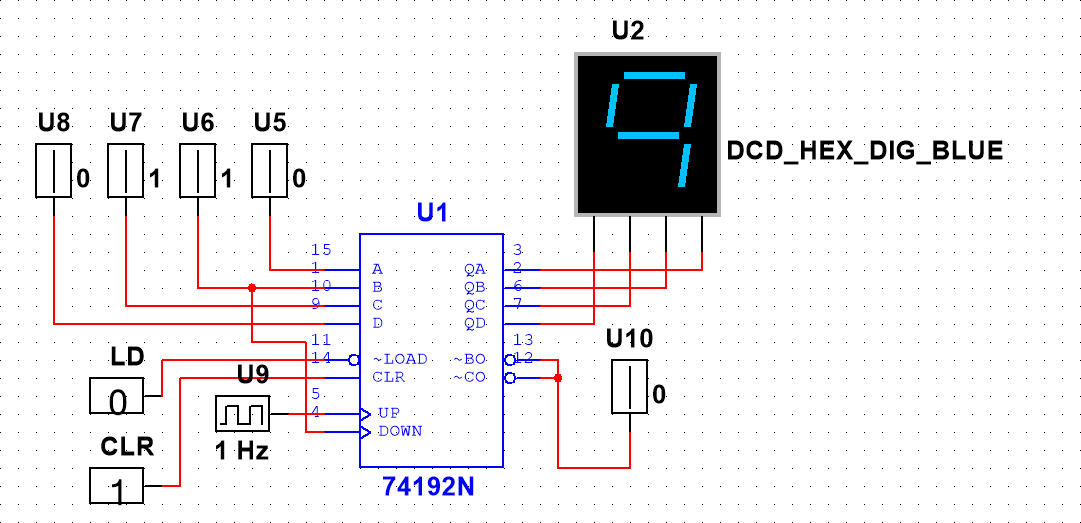 U2
9
DCD_HEX_DIG_BLUE
U8 U7 U6 U5
0 1 1 0
U1
15 3
1 A QA 2
10 B QB 6
9 C QC 7
D QD
11 13
14 ~LOAD ~BO 12
CLR ~CO
5
4 UP
DOWN
74192N
U10
0
LD
0
U9
1 Hz
CLR
1